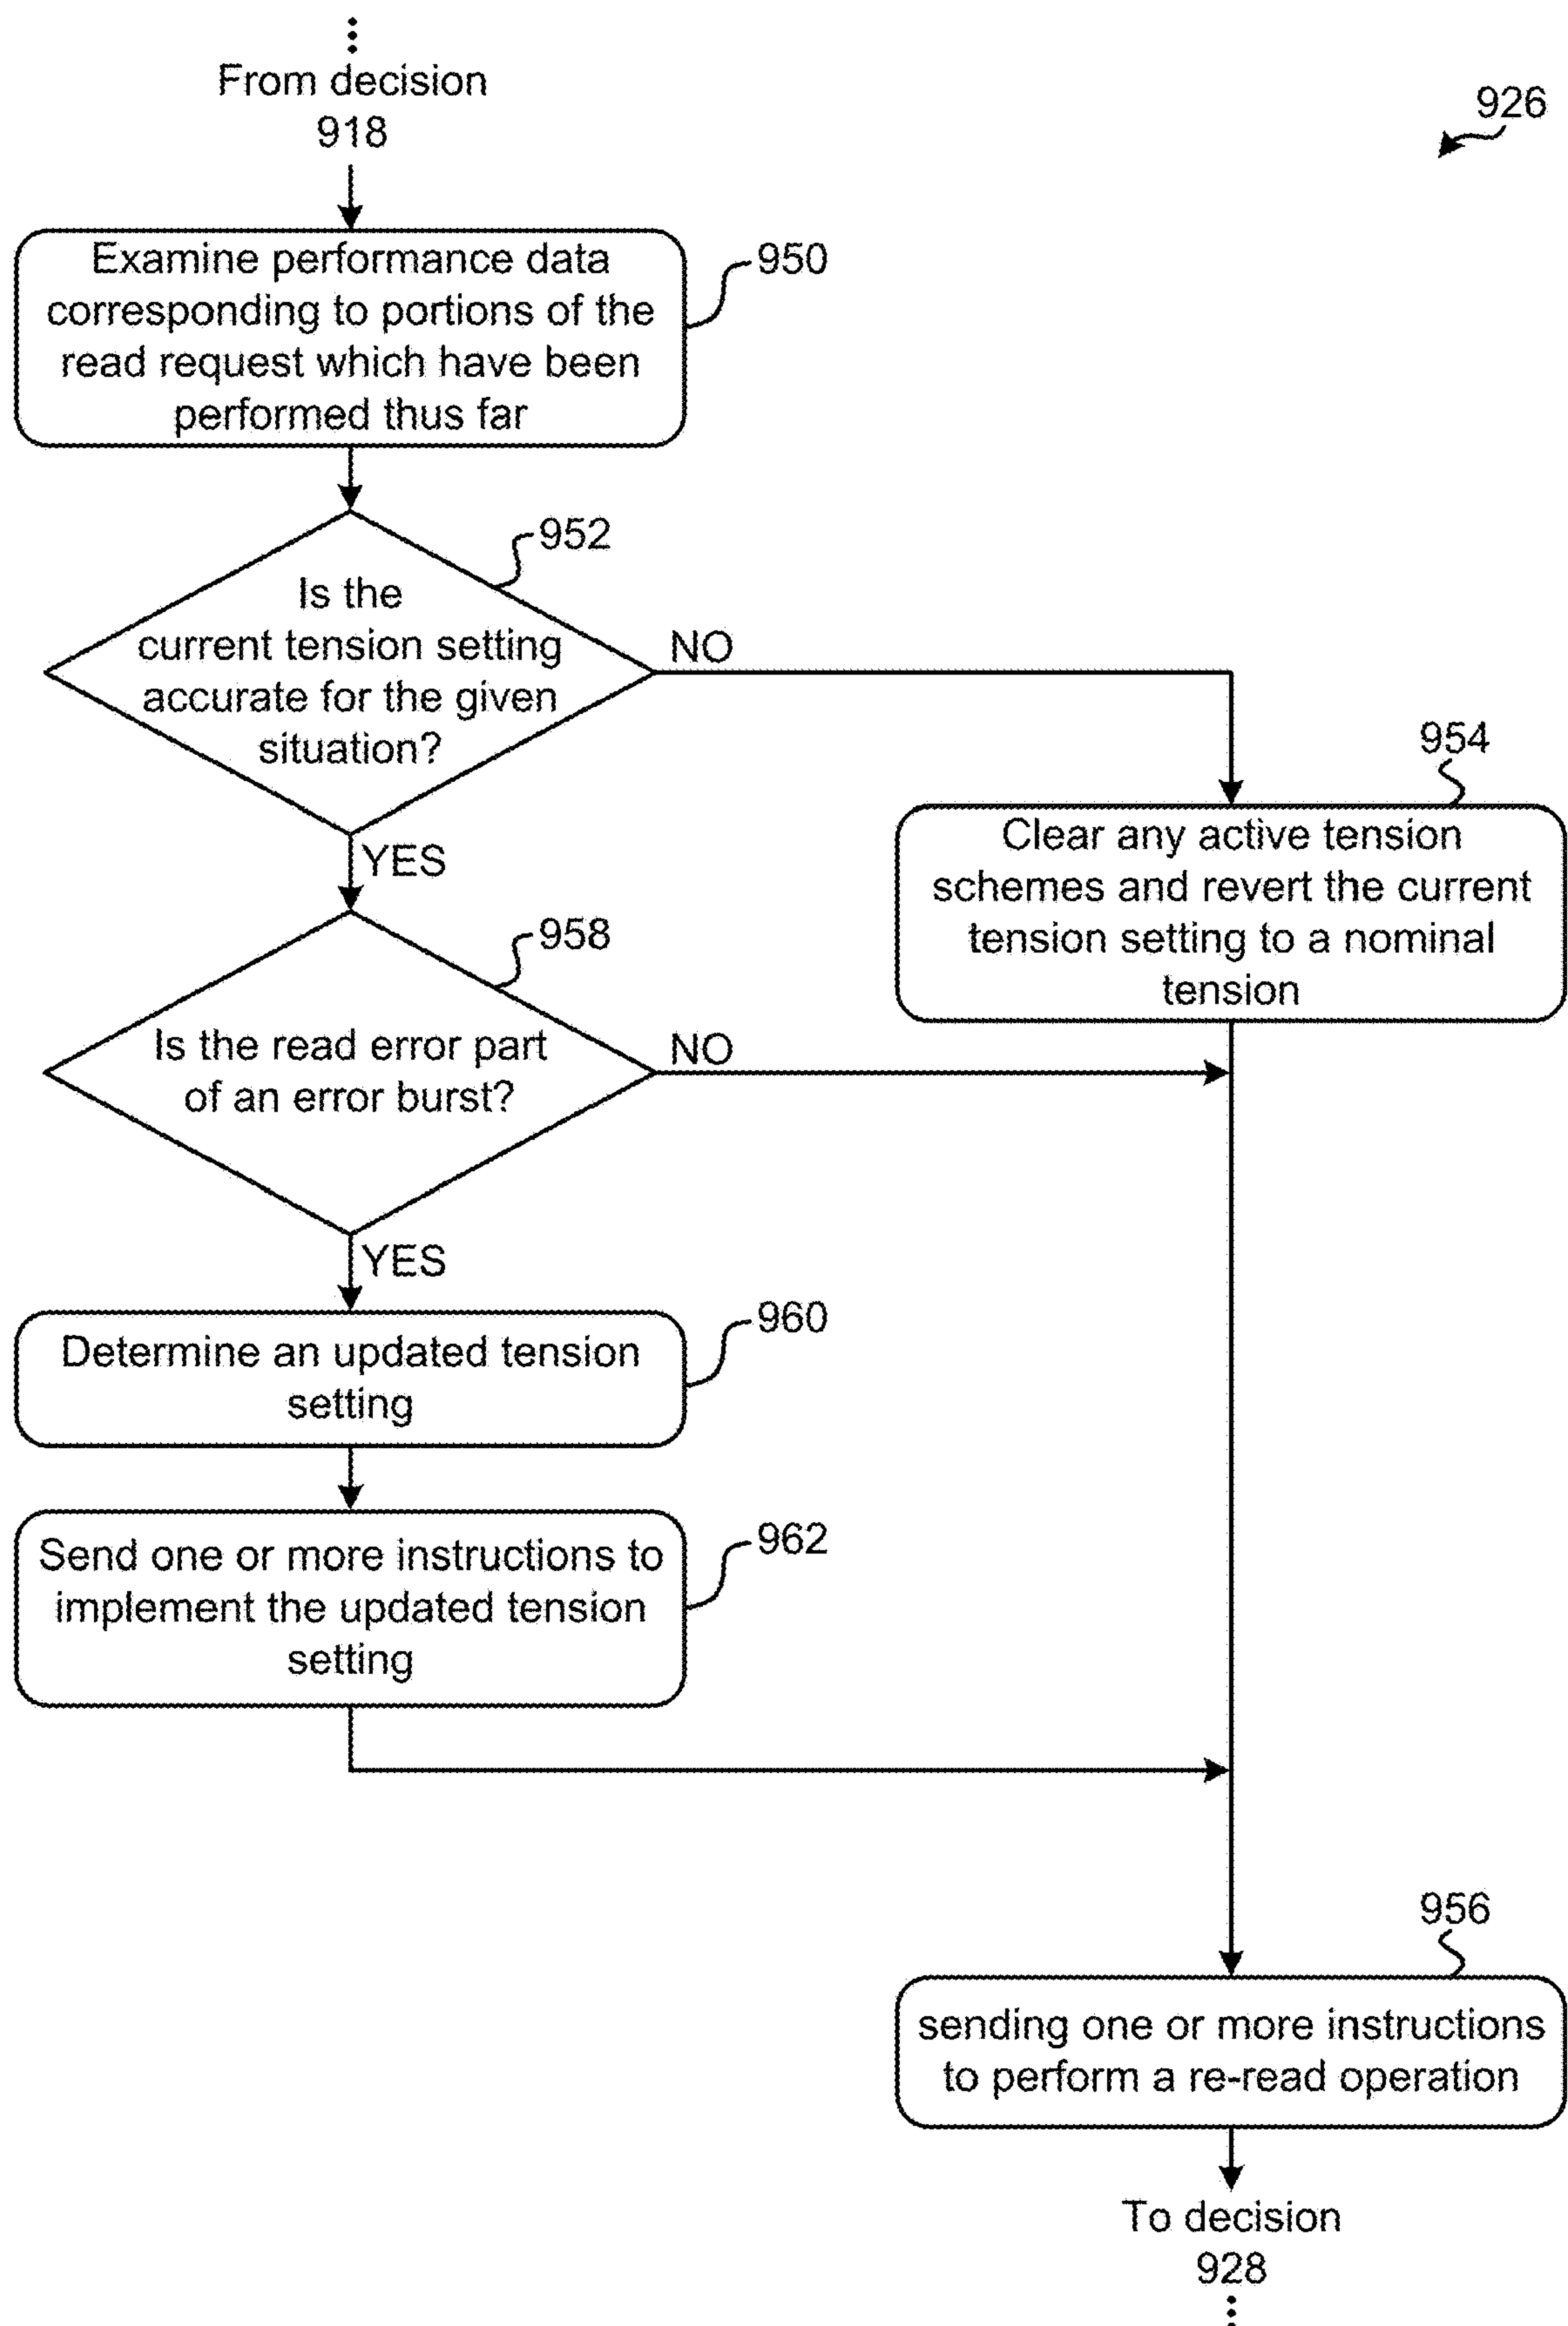 From decision
918
926
Examine performance data
corresponding to portions of the
read request which have been
performed thus far
950
952
Is the
current tension setting
accurate for the given
situation?
NO
YES
954
Clear any active tension
schemes and revert the current
tension setting to a nominal
tension
958
Is the read error part
of an error burst?
NO
YES
960
Determine an updated tension
setting
962
Send one or more instructions to
implement the updated tension
setting
956
sending one or more instructions
to perform a re-read operation
To decision
928